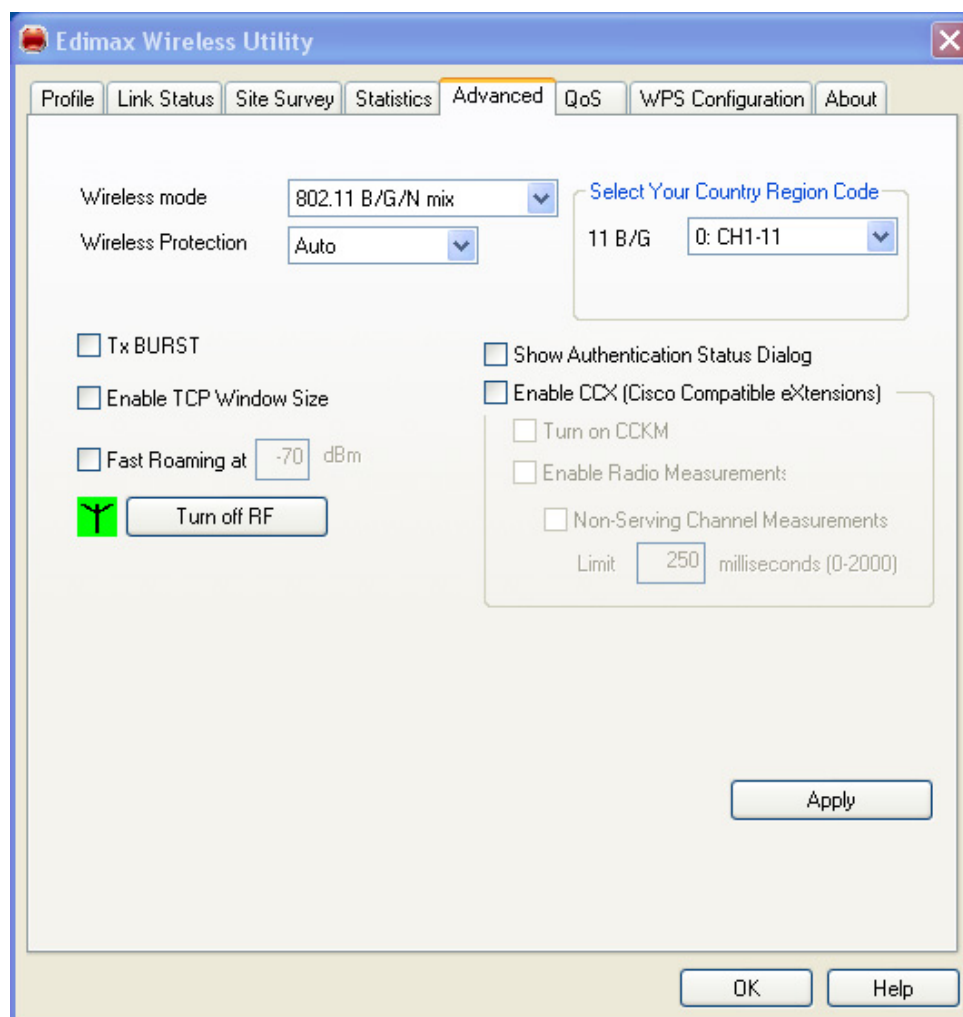 Edimax Wireless Utility
Profile Link Status Site Survey Statistics Advanced QoS WPS Configuration About
Wireless mode 802.11 B/G/N mix
Wireless Protection Auto
Select Your Country Region Code
11 B/G 0: CH1-11
Tx BURST
Enable TCP Window Size
Fast Roaming at -70 dBm
Turn off RF
Show Authentication Status Dialog
Enable CCX (Cisco Compatible eXtensions)
Turn on CCKM
Enable Radio Measurements
Non-Serving Channel Measurements
Limit 250 milliseconds (0-2000)
Apply
OK Help